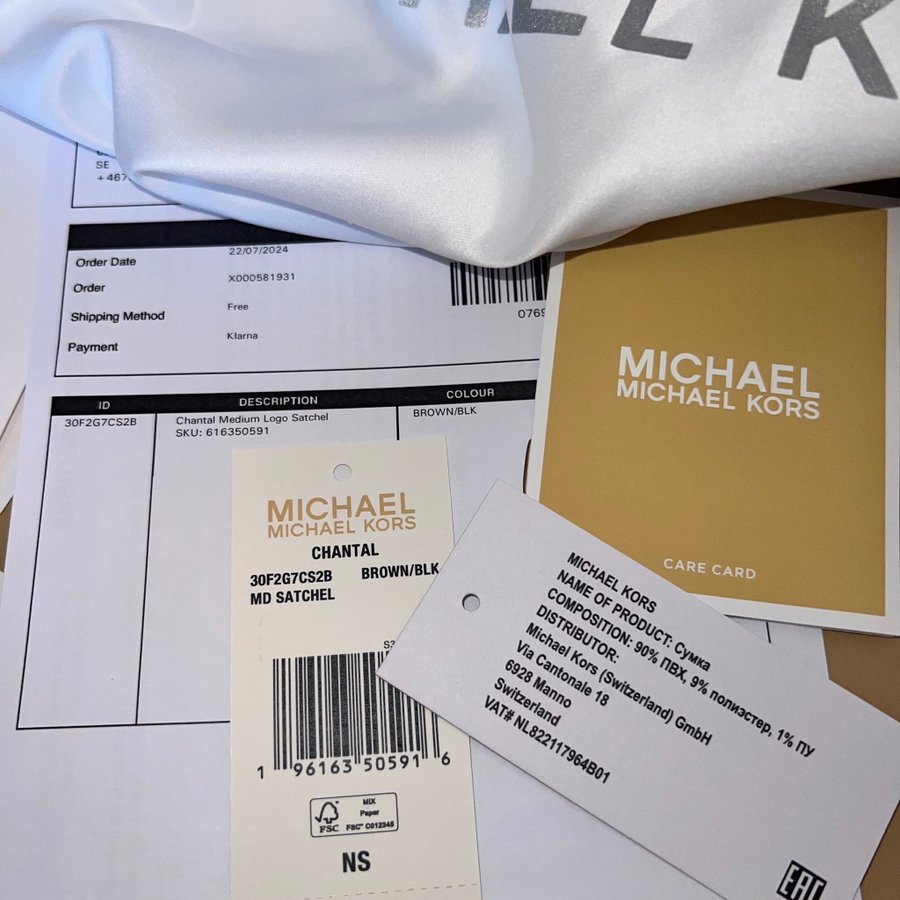 EL K
SE
+467
Order Date 22/07/2024
Order X000581931
Shipping Method Free
Payment Klarna
0769
ID DESCRIPTION COLOUR
30F2G7CS2B Chantal Medium Logo Satchel BROWN/BLK
SKU: 616350591
MICHAEL
MICHAEL KORS
CARE CARD
MICHAEL
MICHAEL KORS
CHANTAL
30F2G7CS2B BROWN/BLK
MD SATCHEL
S3
1 96163 50591 6
FSC
MIX
Paper
FSC™ C012345
NS
MICHAEL KORS
NAME OF PRODUCT: Сумка
COMPOSITION: 90% ПВХ, 9% полиэстер, 1% ПУ
DISTRIBUTOR:
Michael Kors (Switzerland) GmbH
Via Cantonale 18
6928 Manno
Switzerland
VAT# NL822117964B01
EAC